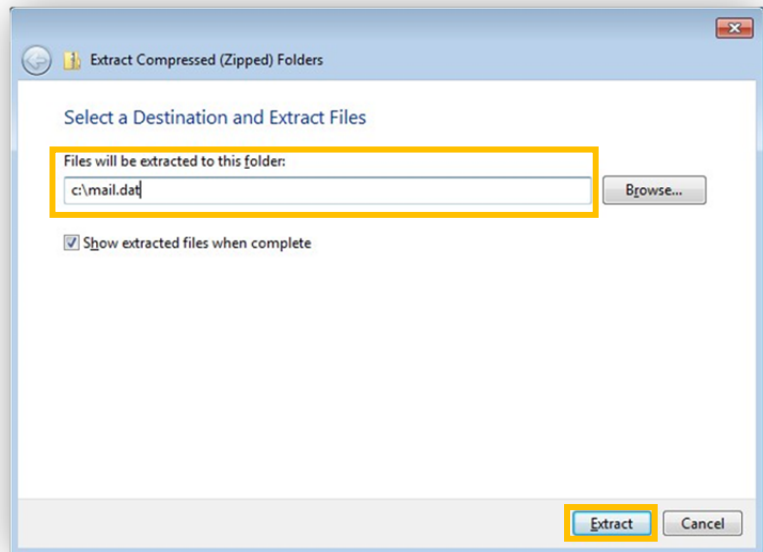 Extract Compressed (Zipped) Folders
Select a Destination and Extract Files
Files will be extracted to this folder:
c:\mail.dat
Browse...
Show extracted files when complete
Extract
Cancel